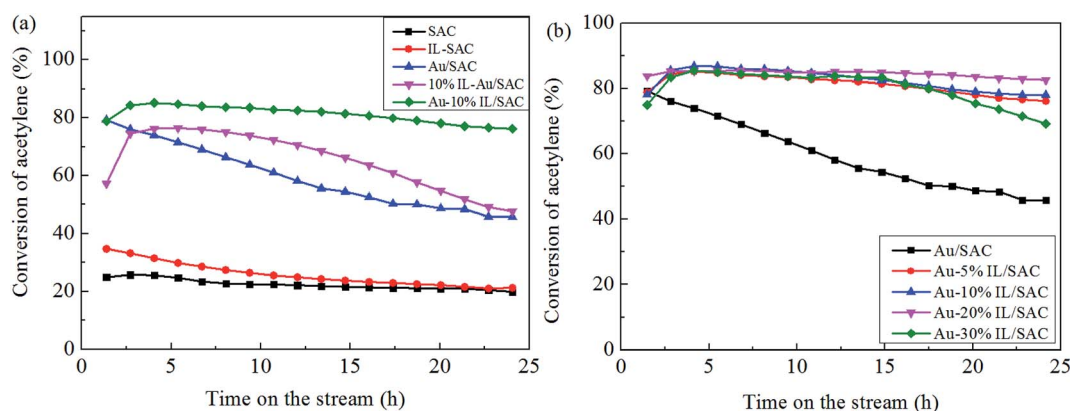 (a)
SAC
IL-SAC
Au/SAC
10% IL-Au/SAC
Au-10% IL/SAC
Conversion of acetylene (%)
100
80
60
40
20
0
0 5 10 15 20 25
Time on the stream (h)
(b)
Conversion of acetylene (%)
100
80
60
40
20
0
Au/SAC
Au-5% IL/SAC
Au-10% IL/SAC
Au-20% IL/SAC
Au-30% IL/SAC
0 5 10 15 20 25
Time on the stream (h)